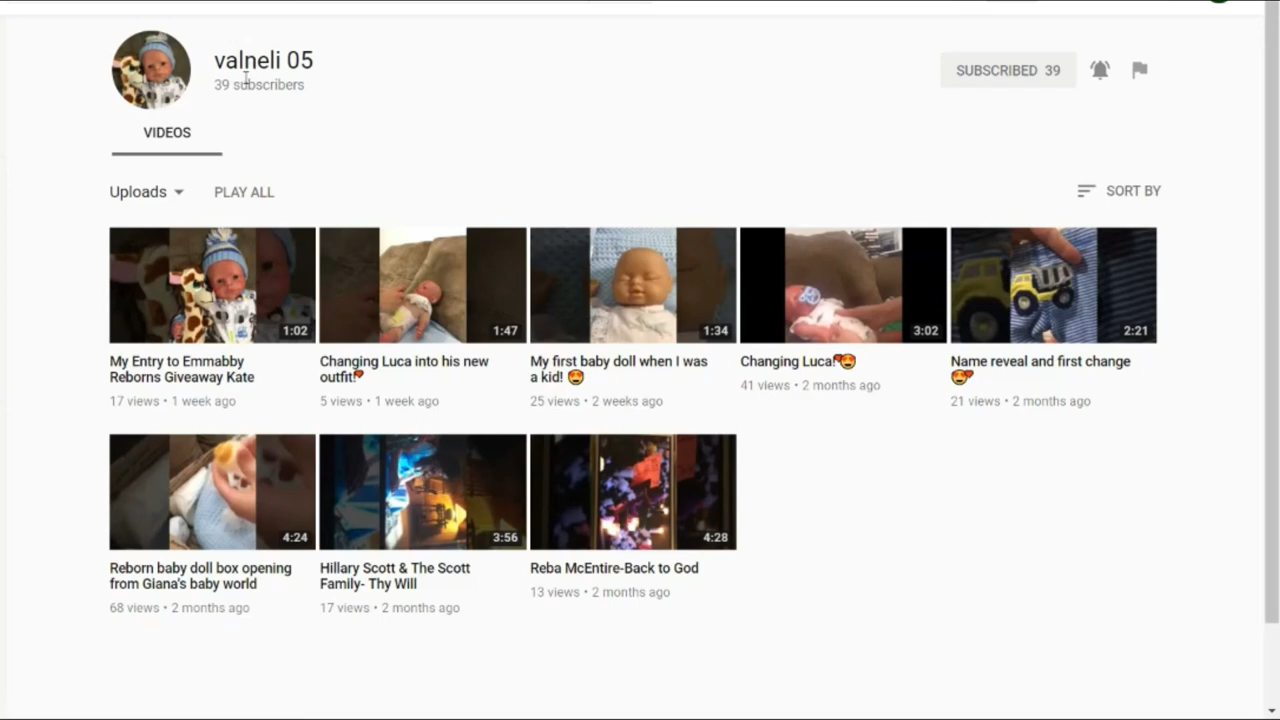 valneli 05
39 subscribers
SUBSCRIBED 39
VIDEOS
Uploads
PLAY ALL
SORT BY
1:02
My Entry to Emmabby
Reborns Giveaway Kate
17 views • 1 week ago
1:47
Changing Luca into his new
outfit!
5 views • 1 week ago
1:34
My first baby doll when I was
a kid! 😍
25 views • 2 weeks ago
3:02
Changing Luca!❤😍
41 views • 2 months ago
2:21
Name reveal and first change
😍❤
21 views • 2 months ago
4:24
Reborn baby doll box opening
from Giana's baby world
68 views • 2 months ago
3:56
Hillary Scott & The Scott
Family- Thy Will
17 views • 2 months ago
4:28
Reba McEntire-Back to God
13 views • 2 months ago